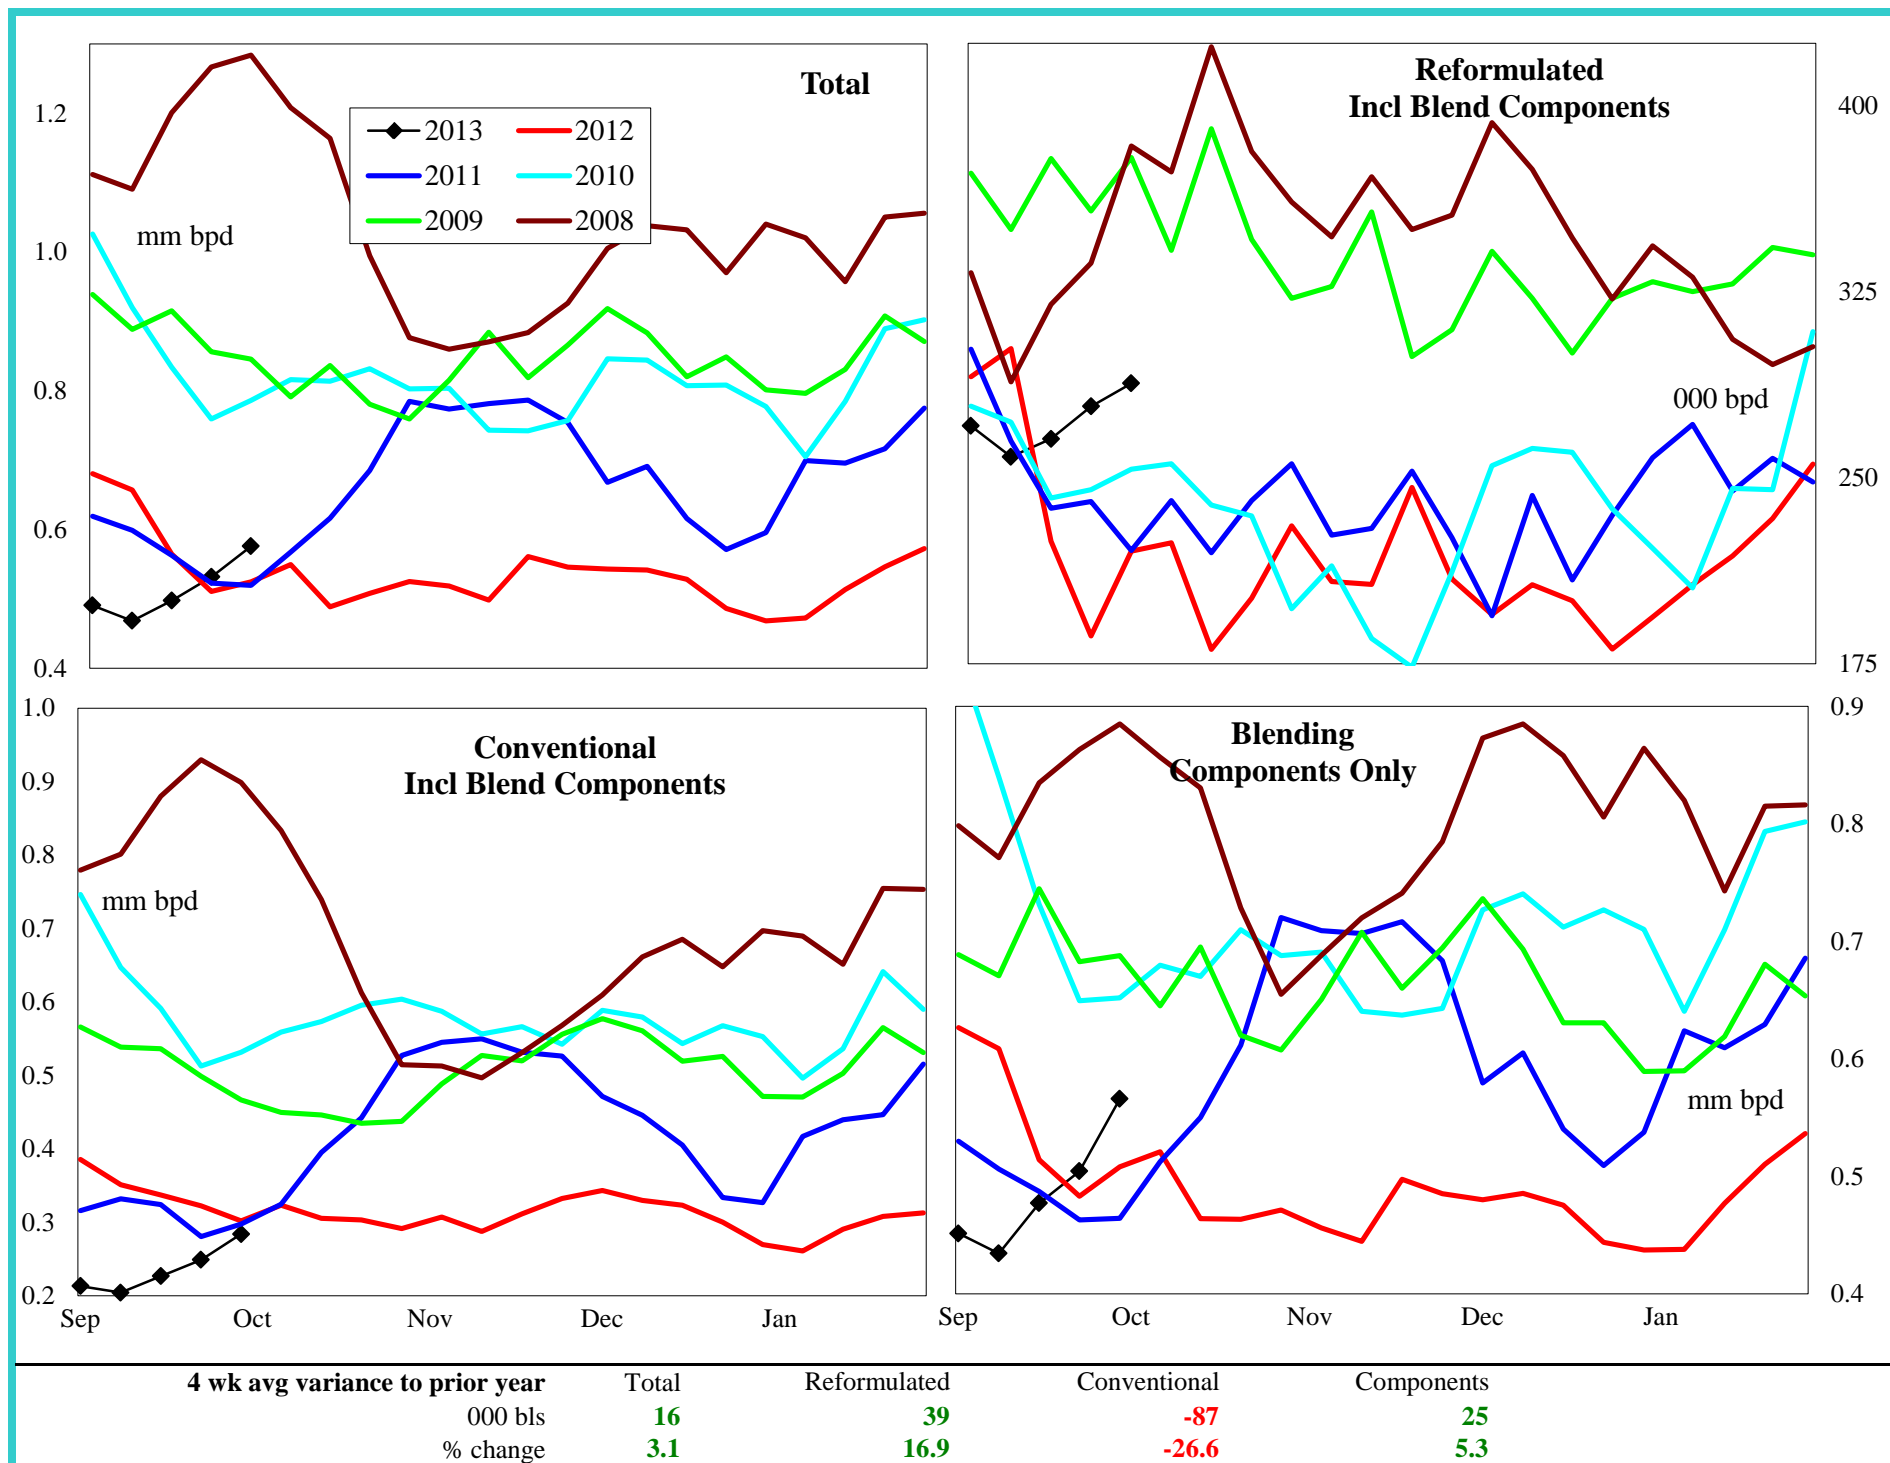 Total
1.2
1.0
0.8
0.6
0.4
mm bpd
2013 2012
2011 2010
2009 2008
Reformulated
Incl Blend Components
400
325
250
175
000 bpd
Conventional
Incl Blend Components
1.0
0.9
0.8
0.7
0.6
0.5
0.4
0.3
0.2
mm bpd
Sep Oct Nov Dec Jan
Blending
Components Only
0.9
0.8
0.7
0.6
0.5
0.4
mm bpd
Sep Oct Nov Dec Jan
4 wk avg variance to prior year Total Reformulated Conventional Components
000 bls 16 39 -87 25
% change 3.1 16.9 -26.6 5.3